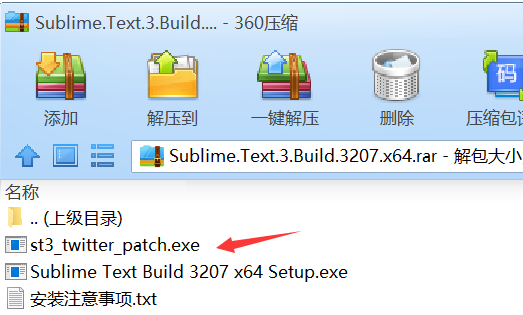 Sublime.Text.3.Build.... - 360压缩
添加 解压到 一键解压 删除 压缩包
码
Sublime.Text.3.Build.3207.x64.rar - 解包大小
名称
.. (上级目录)
st3_twitter_patch.exe
Sublime Text Build 3207 x64 Setup.exe
安装注意事项.txt